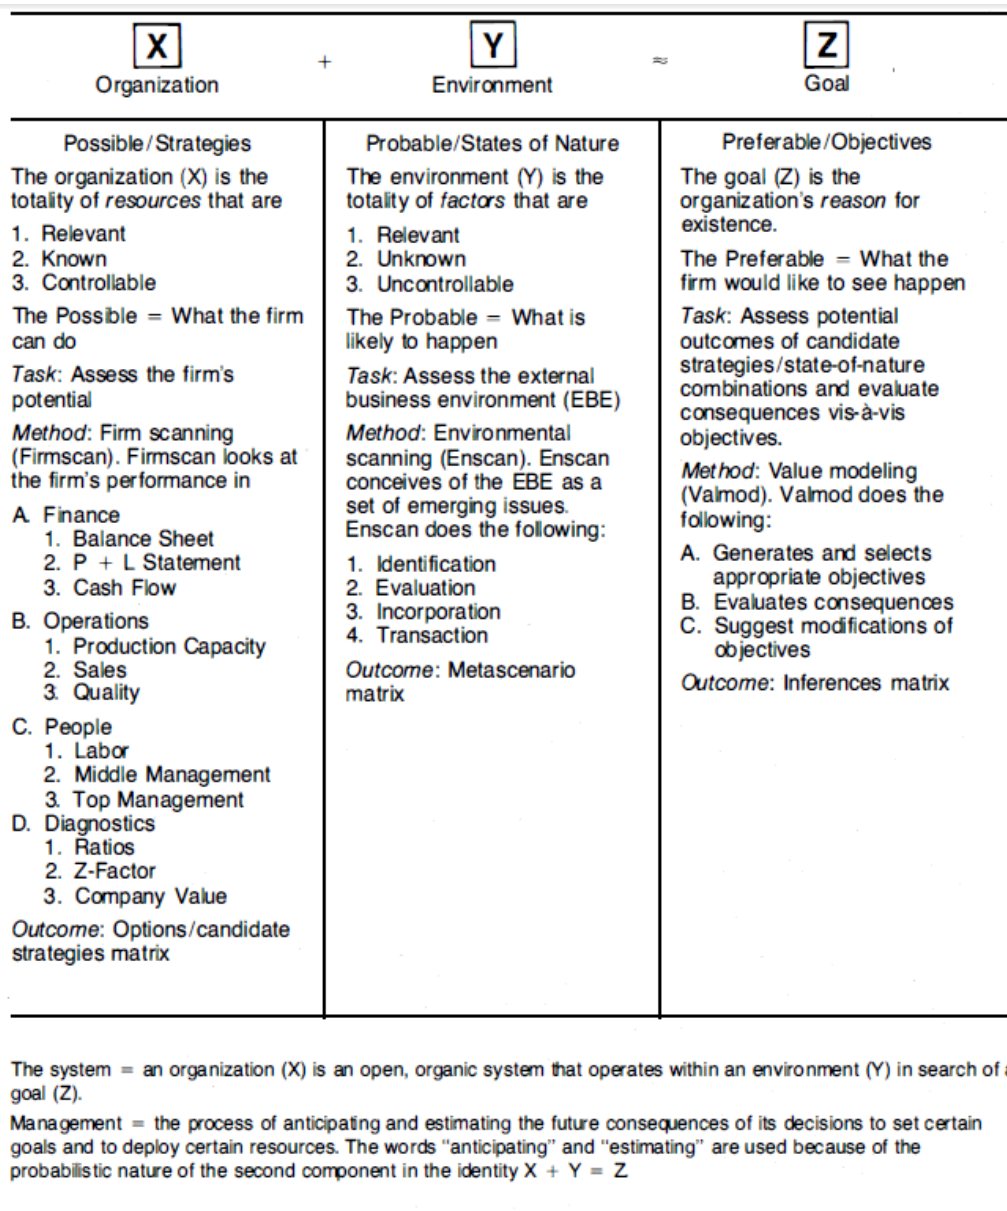 X + Y ≈ Z
Organization Environment Goal
Possible/Strategies
The organization (X) is the
totality of resources that are
1. Relevant
2. Known
3. Controllable
The Possible = What the firm
can do
Task: Assess the firm's
potential
Method: Firm scanning
(Firmscan). Firmscan looks at
the firm's performance in
A. Finance
1. Balance Sheet
2. P + L Statement
3. Cash Flow
B. Operations
1. Production Capacity
2. Sales
3. Quality
C. People
1. Labor
2. Middle Management
3. Top Management
D. Diagnostics
1. Ratios
2. Z-Factor
3. Company Value
Outcome: Options/candidate
strategies matrix
Probable/States of Nature
The environment (Y) is the
totality of factors that are
1. Relevant
2. Unknown
3. Uncontrollable
The Probable = What is
likely to happen
Task: Assess the external
business environment (EBE)
Method: Environmental
scanning (Enscan). Enscan
conceives of the EBE as a
set of emerging issues.
Enscan does the following:
1. Identification
2. Evaluation
3. Incorporation
4. Transaction
Outcome: Metascenario
matrix
Preferable/Objectives
The goal (Z) is the
organization's reason for
existence.
The Preferable = What the
firm would like to see happen
Task: Assess potential
outcomes of candidate
strategies/state-of-nature
combinations and evaluate
consequences vis-à-vis
objectives.
Method: Value modeling
(Valmod). Valmod does the
following:
A. Generates and selects
appropriate objectives
B. Evaluates consequences
C. Suggest modifications of
objectives
Outcome: Inferences matrix
The system = an organization (X) is an open, organic system that operates within an environment (Y) in search of a
goal (Z).
Management = the process of anticipating and estimating the future consequences of its decisions to set certain
goals and to deploy certain resources. The words "anticipating" and "estimating" are used because of the
probabilistic nature of the second component in the identity X + Y = Z